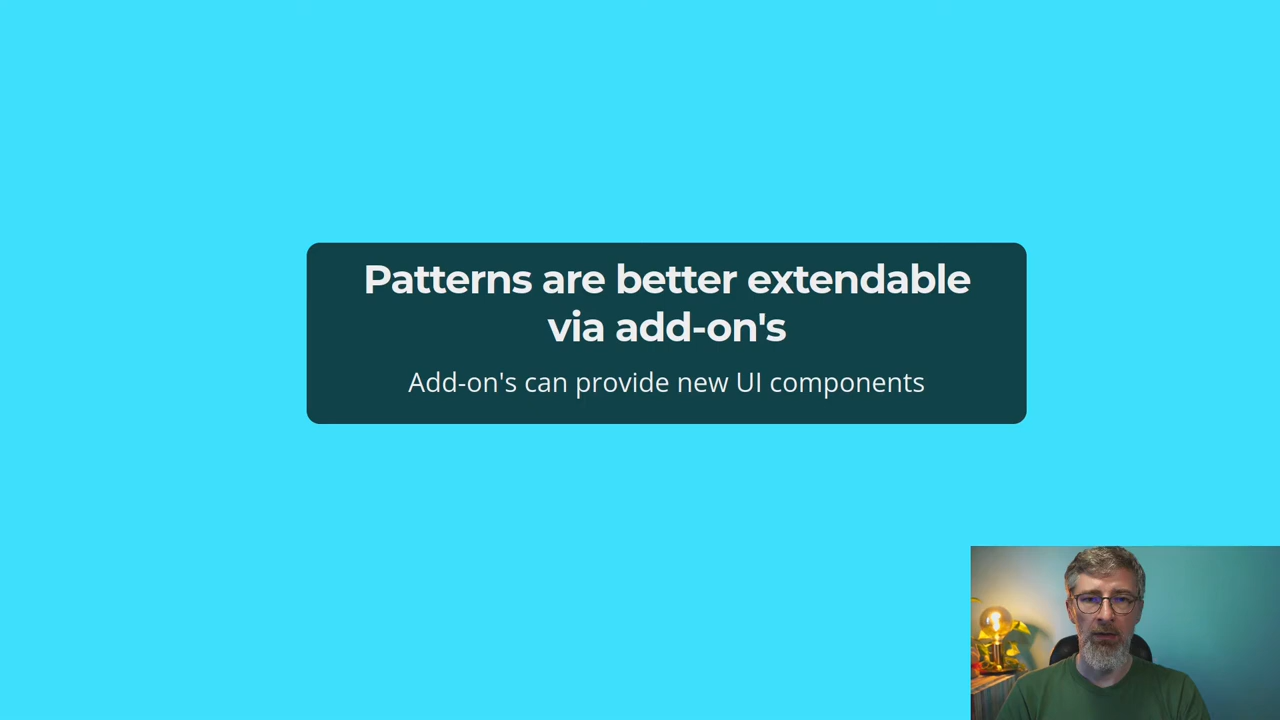 Patterns are better extendable
via add-on's
Add-on's can provide new UI components